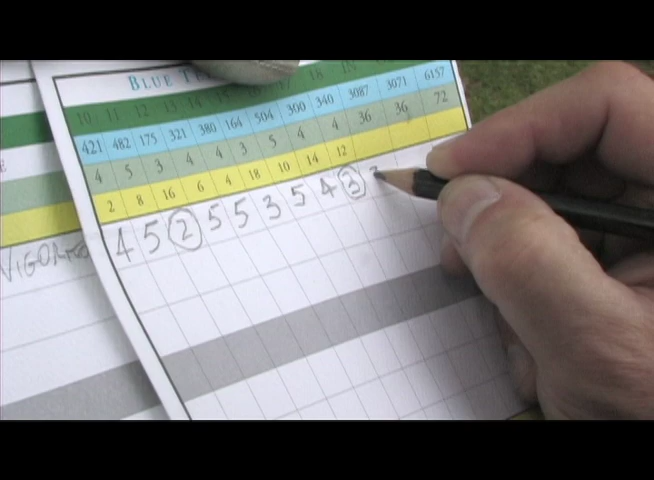 BLUE
10 11 12 13 14 15 16 17 18
421 482 175 321 380 164 504 300 340 3087 3071 6157
4 5 3 4 4 3 5 4 4 36 36 72
2 8 16 6 4 18 10 14 12
4 5 2 5 5 3 5 4 3